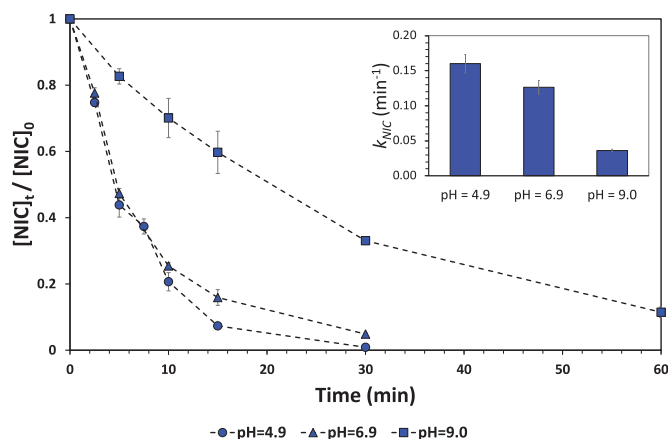 1
0.8
0.6
0.4
0.2
0
[NIC]t / [NIC]0
0 10 20 30 40 50 60
Time (min)
0.20
0.15
0.10
0.05
0.00
kNIC (min-1)
pH = 4.9 pH = 6.9 pH = 9.0
pH=4.9 pH=6.9 pH=9.0